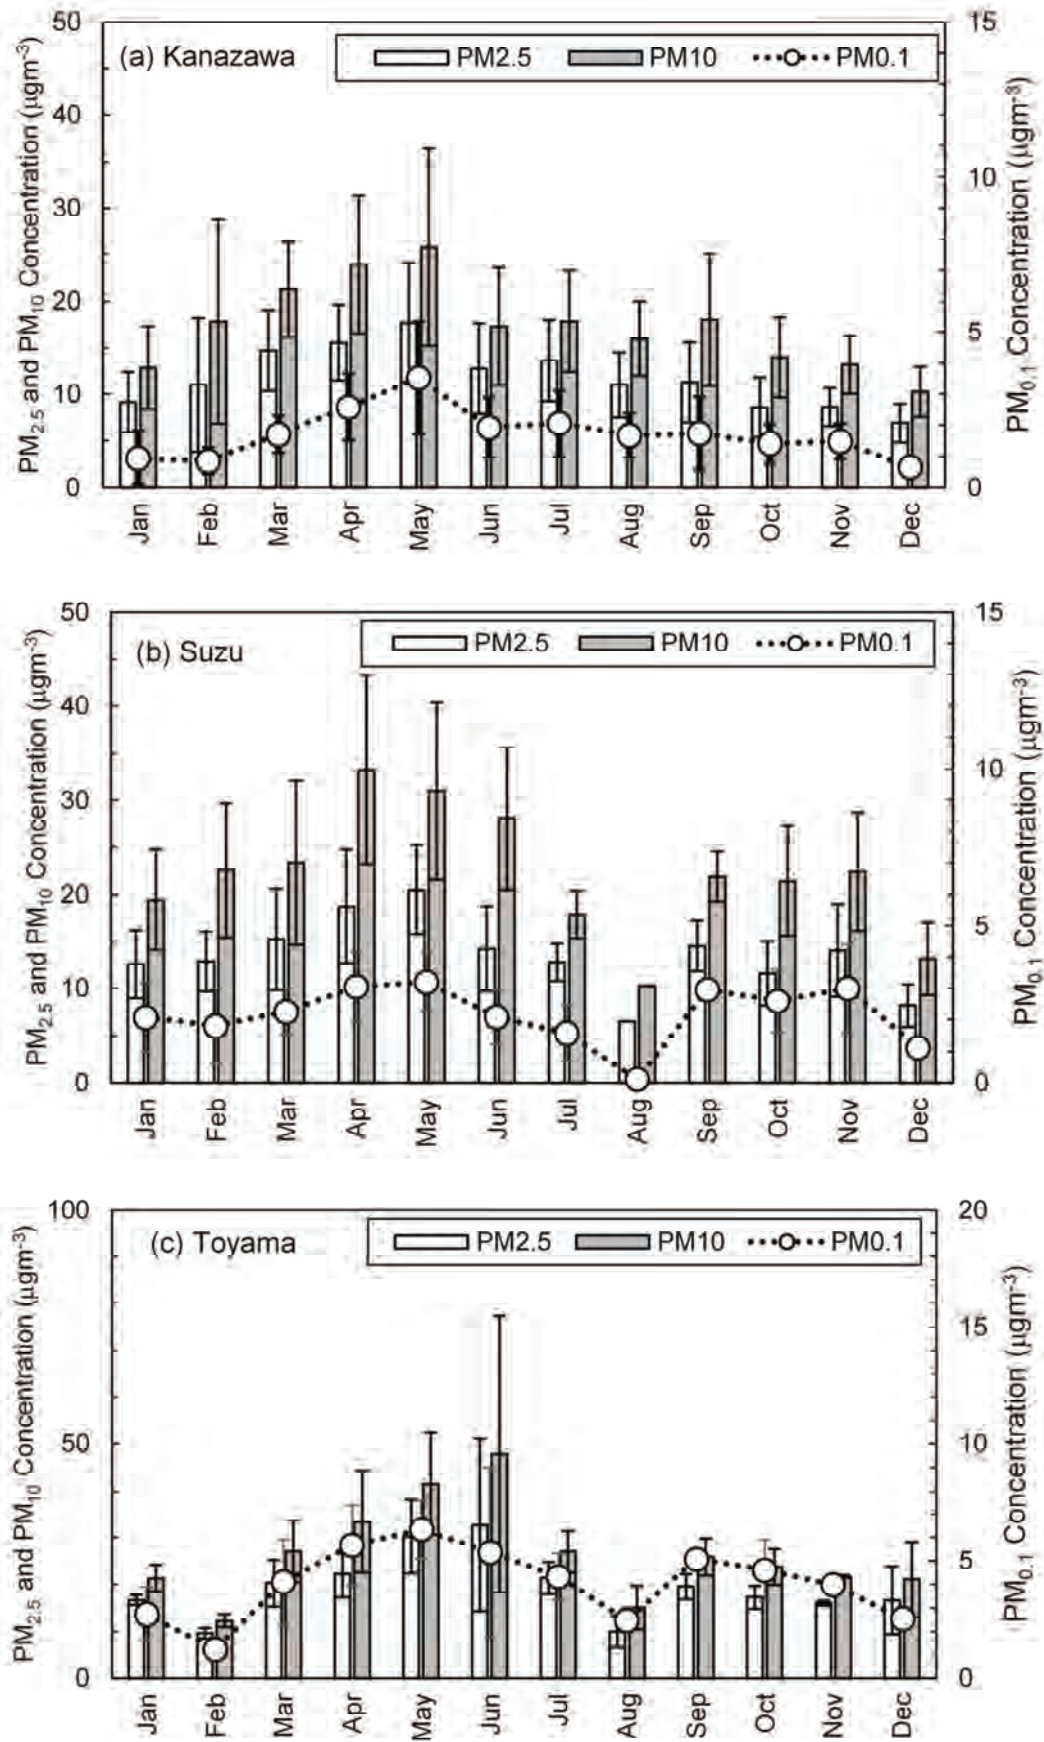 (a) Kanazawa
PM2.5 PM10 PM0.1
PM2.5 and PM10 Concentration (μgm-3)
50
40
30
20
10
0
15
10
5
0
PM0.1 Concentration (μgm-3)
Jan Feb Mar Apr May Jun Jul Aug Sep Oct Nov Dec
(b) Suzu
PM2.5 PM10 PM0.1
PM2.5 and PM10 Concentration (μgm-3)
50
40
30
20
10
0
15
10
5
0
PM0.1 Concentration (μgm-3)
Jan Feb Mar Apr May Jun Jul Aug Sep Oct Nov Dec
(c) Toyama
PM2.5 PM10 PM0.1
PM2.5 and PM10 Concentration (μgm-3)
100
50
0
20
15
10
5
0
PM0.1 Concentration (μgm-3)
Jan Feb Mar Apr May Jun Jul Aug Sep Oct Nov Dec